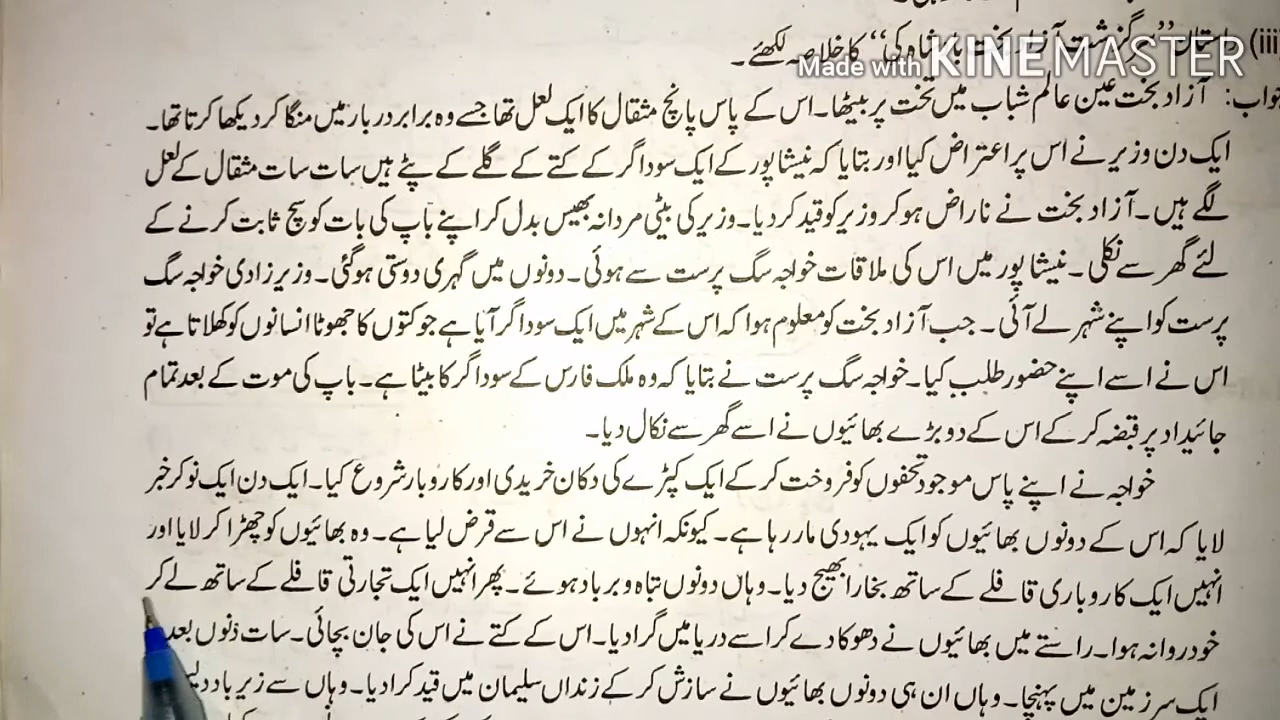 (iii) داستان ”سرگزشت آزاد بخت بادشاہ کی“ کا خلاصہ لکھئے۔
Made with KINEMASTER
جواب: آزاد بخت عین عالم شباب میں تخت پر بیٹھا۔ اس کے پاس پانچ مثقال کا ایک لعل تھا جسے وہ برابر دربار میں منگا کر دیکھا کرتا تھا۔
ایک دن وزیر نے اس پر اعتراض کیا اور بتایا کہ نیشاپور کے ایک سوداگر کے کتے کے گلے کے پٹے ہیں سات سات مثقال کے لعل
لگے ہیں۔ آزاد بخت نے ناراض ہو کر وزیر کو قید کر دیا۔ وزیر کی بیٹی مردانہ بھیس بدل کر اپنے باپ کی بات کو سچ ثابت کرنے کے
لئے گھر سے نکلی۔ نیشاپور میں اس کی ملاقات خواجہ سگ پرست سے ہوئی۔ دونوں میں گہری دوستی ہو گئی۔ وزیر زادی خواجہ سگ
پرست کو اپنے شہر لے آئی۔ جب آزاد بخت کو معلوم ہوا کہ اس کے شہر میں ایک سوداگر آیا ہے جو کتوں کا جھوٹا انسانوں کو کھلاتا ہے تو
اس نے اسے اپنے حضور طلب کیا۔ خواجہ سگ پرست نے بتایا کہ وہ ملک فارس کے سوداگر کا بیٹا ہے۔ باپ کی موت کے بعد تمام
جائیداد پر قبضہ کر کے اس کے دو بڑے بھائیوں نے اسے گھر سے نکال دیا۔
خواجہ نے اپنے پاس موجود تحفوں کو فروخت کر کے ایک کپڑے کی دکان خریدی اور کاروبار شروع کیا۔ ایک دن ایک نوکر خبر
لایا کہ اس کے دونوں بھائیوں کو ایک یہودی مار رہا ہے۔ کیونکہ انہوں نے اس سے قرض لیا ہے۔ وہ بھائیوں کو چھڑا کر لایا اور
انہیں ایک کاروباری قافلے کے ساتھ بخارا بھیج دیا۔ وہاں دونوں تباہ و برباد ہوئے۔ پھر انہیں ایک تجارتی قافلے کے ساتھ لے کر
خود روانہ ہوا۔ راستے میں بھائیوں نے دھوکا دے کر اسے دریا میں گرا دیا۔ اس کے کتے نے اس کی جان بچائی۔ سات دنوں بعد
ایک سرزمین میں پہنچا۔ وہاں ان ہی دونوں بھائیوں نے سازش کر کے زنداں سلیمان میں قید کرا دیا۔ وہاں سے زیر باد